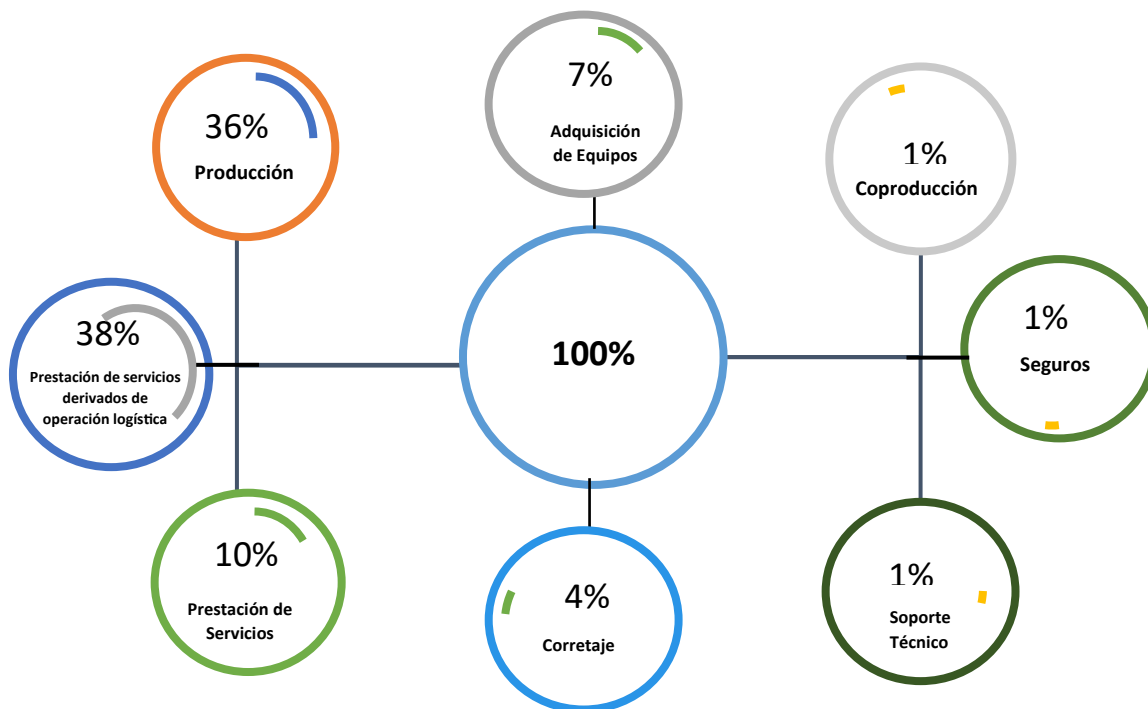 36%
Producción
7%
Adquisición
de Equipos
1%
Coproducción
38%
Prestación de servicios
derivados de
operación logística
100%
1%
Seguros
10%
Prestación de
Servicios
4%
Corretaje
1%
Soporte
Técnico